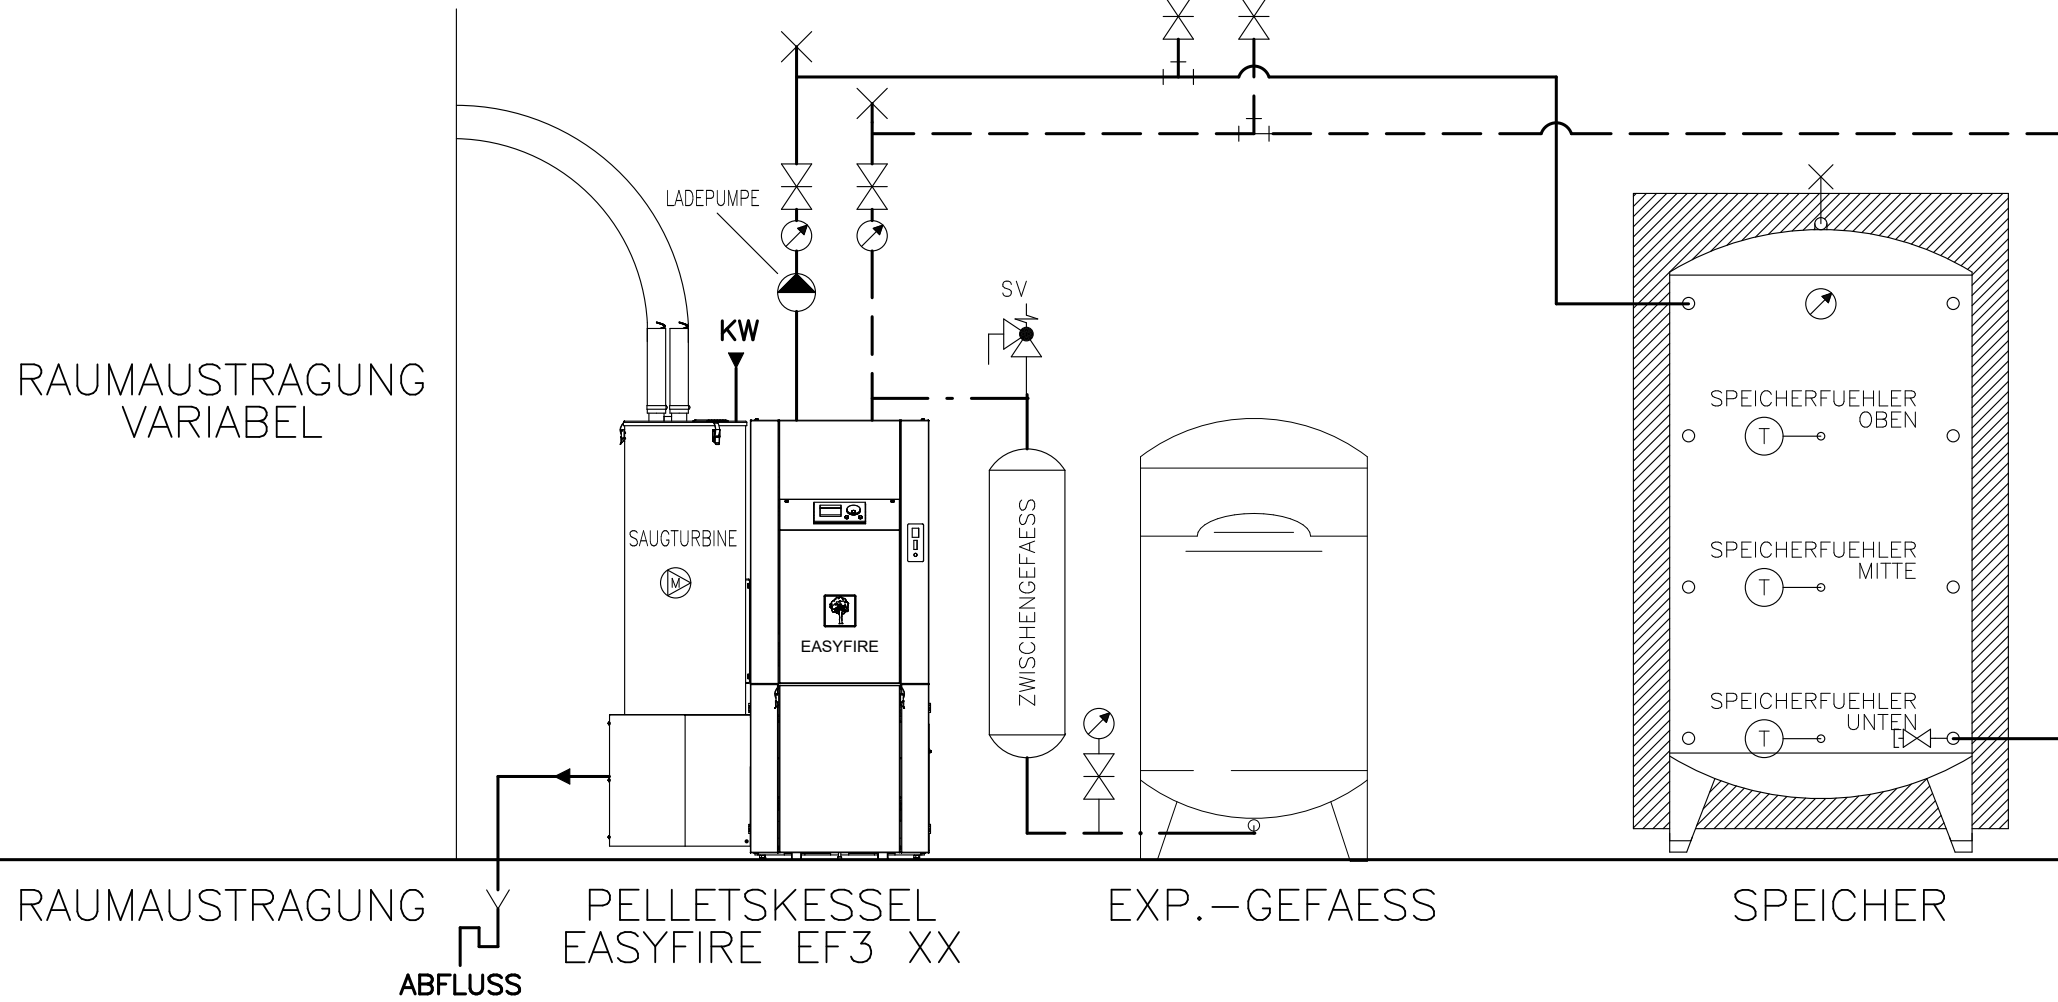 LADEPUMPE
SV
KW
RAUMAUSTRAGUNG
VARIABEL
SPEICHERFUEHLER
OBEN
T
SAUGTURBINE
M
ZWISCHENGEFAESS
SPEICHERFUEHLER
MITTE
T
EASYFIRE
SPEICHERFUEHLER
UNTEN
T
RAUMAUSTRAGUNG
PELLETSKESSEL
EASYFIRE EF3 XX
EXP.-GEFAESS
SPEICHER
ABFLUSS